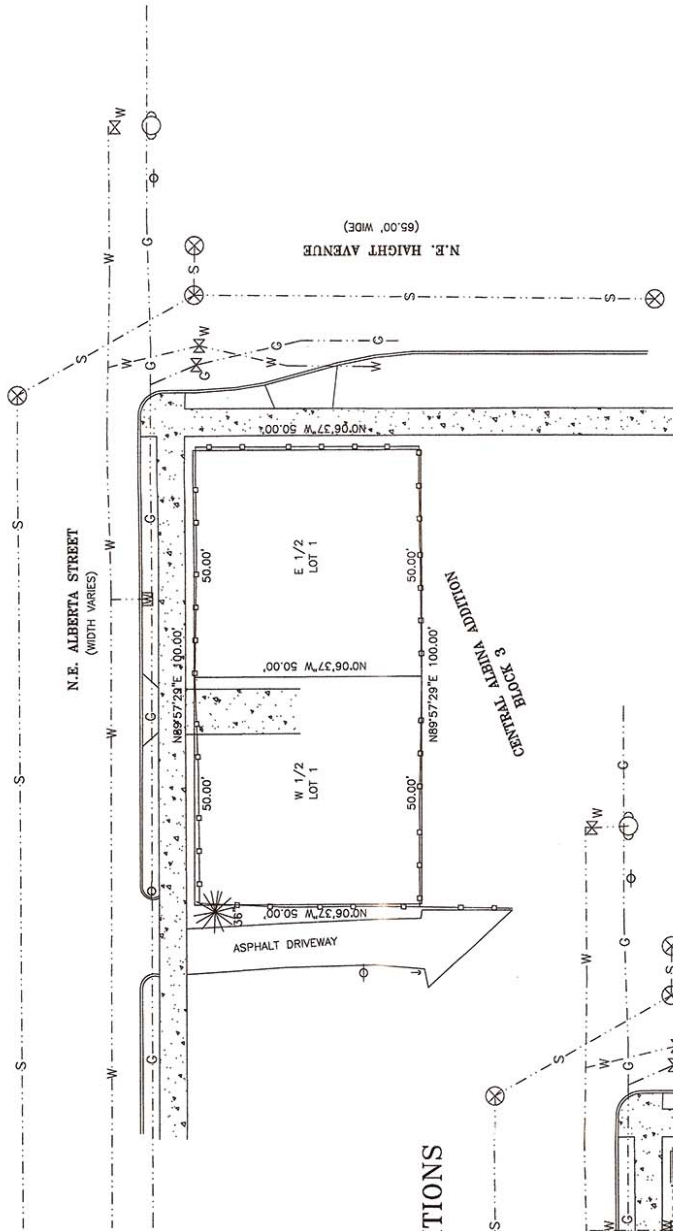 N.E. ALBERTA STREET
(WIDTH VARIES)
N.E. HAIGHT AVENUE
(65.00' WIDE)
N89°57'29"E 100.00'
50.00'
50.00'
N0°06'37"W 50.00'
N0°06'37"W 50.00'
N0°06'37"W 50.00'
W 1/2
LOT 1
E 1/2
LOT 1
50.00'
50.00'
N89°57'29"E 100.00'
36"
ASPHALT DRIVEWAY
CENTRAL ALBINA ADDITION
BLOCK 3
TIONS
S
S
S
S
S
S
S
W
W
W
W
W
W
W
W
W
G
G
G
G
G
G
G
S
S
W
W
W
W
G
G
G
S